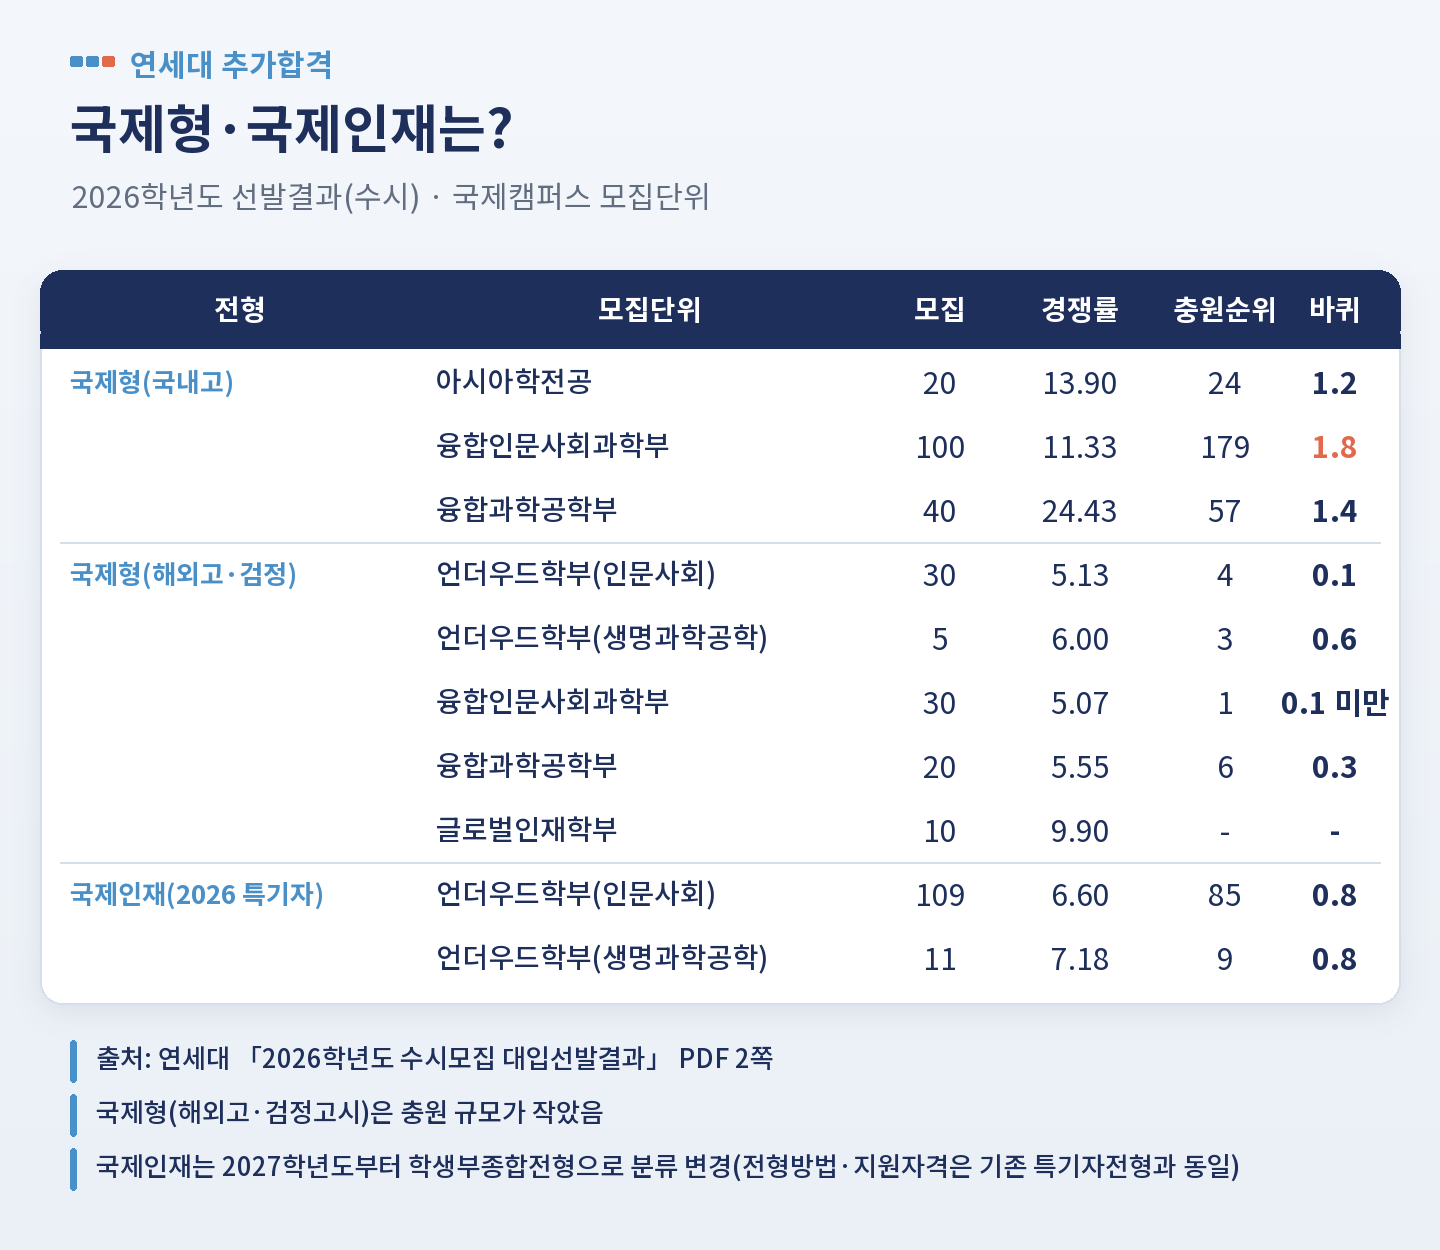 연세대 추가합격
국제형·국제인재는?
2026학년도 선발결과(수시) · 국제캠퍼스 모집단위
전형 모집단위 모집 경쟁률 충원순위 바퀴
국제형(국내고) 아시아학전공 20 13.90 24 1.2
융합인문사회과학부 100 11.33 179 1.8
융합과학공학부 40 24.43 57 1.4
국제형(해외고·검정) 언더우드학부(인문사회) 30 5.13 4 0.1
언더우드학부(생명과학공학) 5 6.00 3 0.6
융합인문사회과학부 30 5.07 1 0.1 미만
융합과학공학부 20 5.55 6 0.3
글로벌인재학부 10 9.90 - -
국제인재(2026 특기자) 언더우드학부(인문사회) 109 6.60 85 0.8
언더우드학부(생명과학공학) 11 7.18 9 0.8
출처: 연세대 「2026학년도 수시모집 대입선발결과」 PDF 2쪽
국제형(해외고·검정고시)은 충원 규모가 작았음
국제인재는 2027학년도부터 학생부종합전형으로 분류 변경(전형방법·지원자격은 기존 특기자전형과 동일)